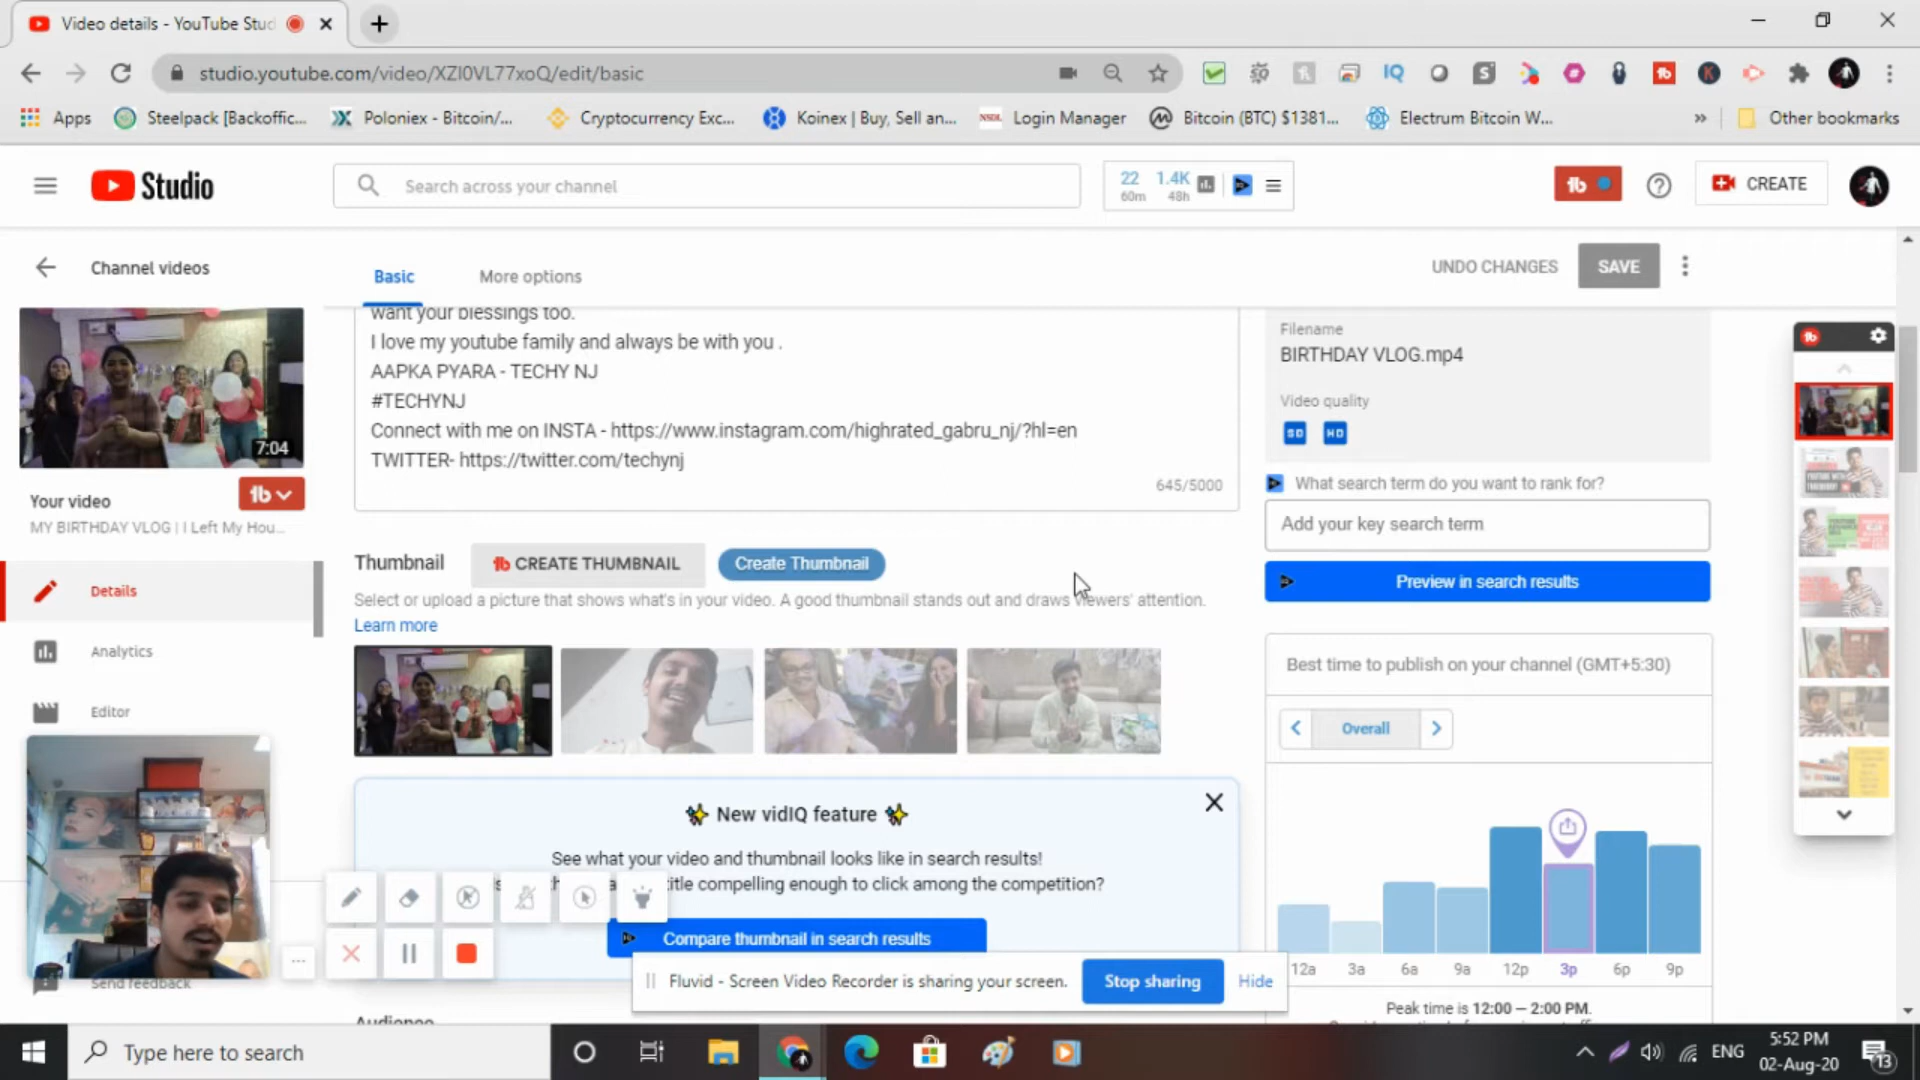 Video details - YouTube Stud
studio.youtube.com/video/XZI0VL77xoQ/edit/basic
IQ
Apps
Steelpack [Backoffic...
Poloniex - Bitcoin/...
Cryptocurrency Exc...
Koinex | Buy, Sell an...
NSDL
Login Manager
Bitcoin (BTC) $1381...
Electrum Bitcoin W...
»
Other bookmarks
Studio
Search across your channel
22 1.4K
60m 48h
CREATE
Channel videos
Basic
More options
UNDO CHANGES
SAVE
want your blessings too.
I love my youtube family and always be with you .
AAPKA PYARA - TECHY NJ
#TECHYNJ
Connect with me on INSTA - https://www.instagram.com/highrated_gabru_nj/?hl=en
TWITTER- https://twitter.com/techynj
645/5000
Filename
BIRTHDAY VLOG.mp4
Video quality
SD HD
7:04
Your video
MY BIRTHDAY VLOG | I Left My Hou...
What search term do you want to rank for?
Add your key search term
Preview in search results
Details
Analytics
Editor
Send feedback
Thumbnail
CREATE THUMBNAIL
Create Thumbnail
Select or upload a picture that shows what's in your video. A good thumbnail stands out and draws viewers' attention.
Learn more
Best time to publish on your channel (GMT+5:30)
Overall
New vidIQ feature
See what your video and thumbnail looks like in search results!
title compelling enough to click among the competition?
Compare thumbnail in search results
12a 3a 6a 9a 12p 3p 6p 9p
Peak time is 12:00 – 2:00 PM.
Fluvid - Screen Video Recorder is sharing your screen.
Stop sharing
Hide
Audience
Type here to search
ENG
5:52 PM
02-Aug-20
13